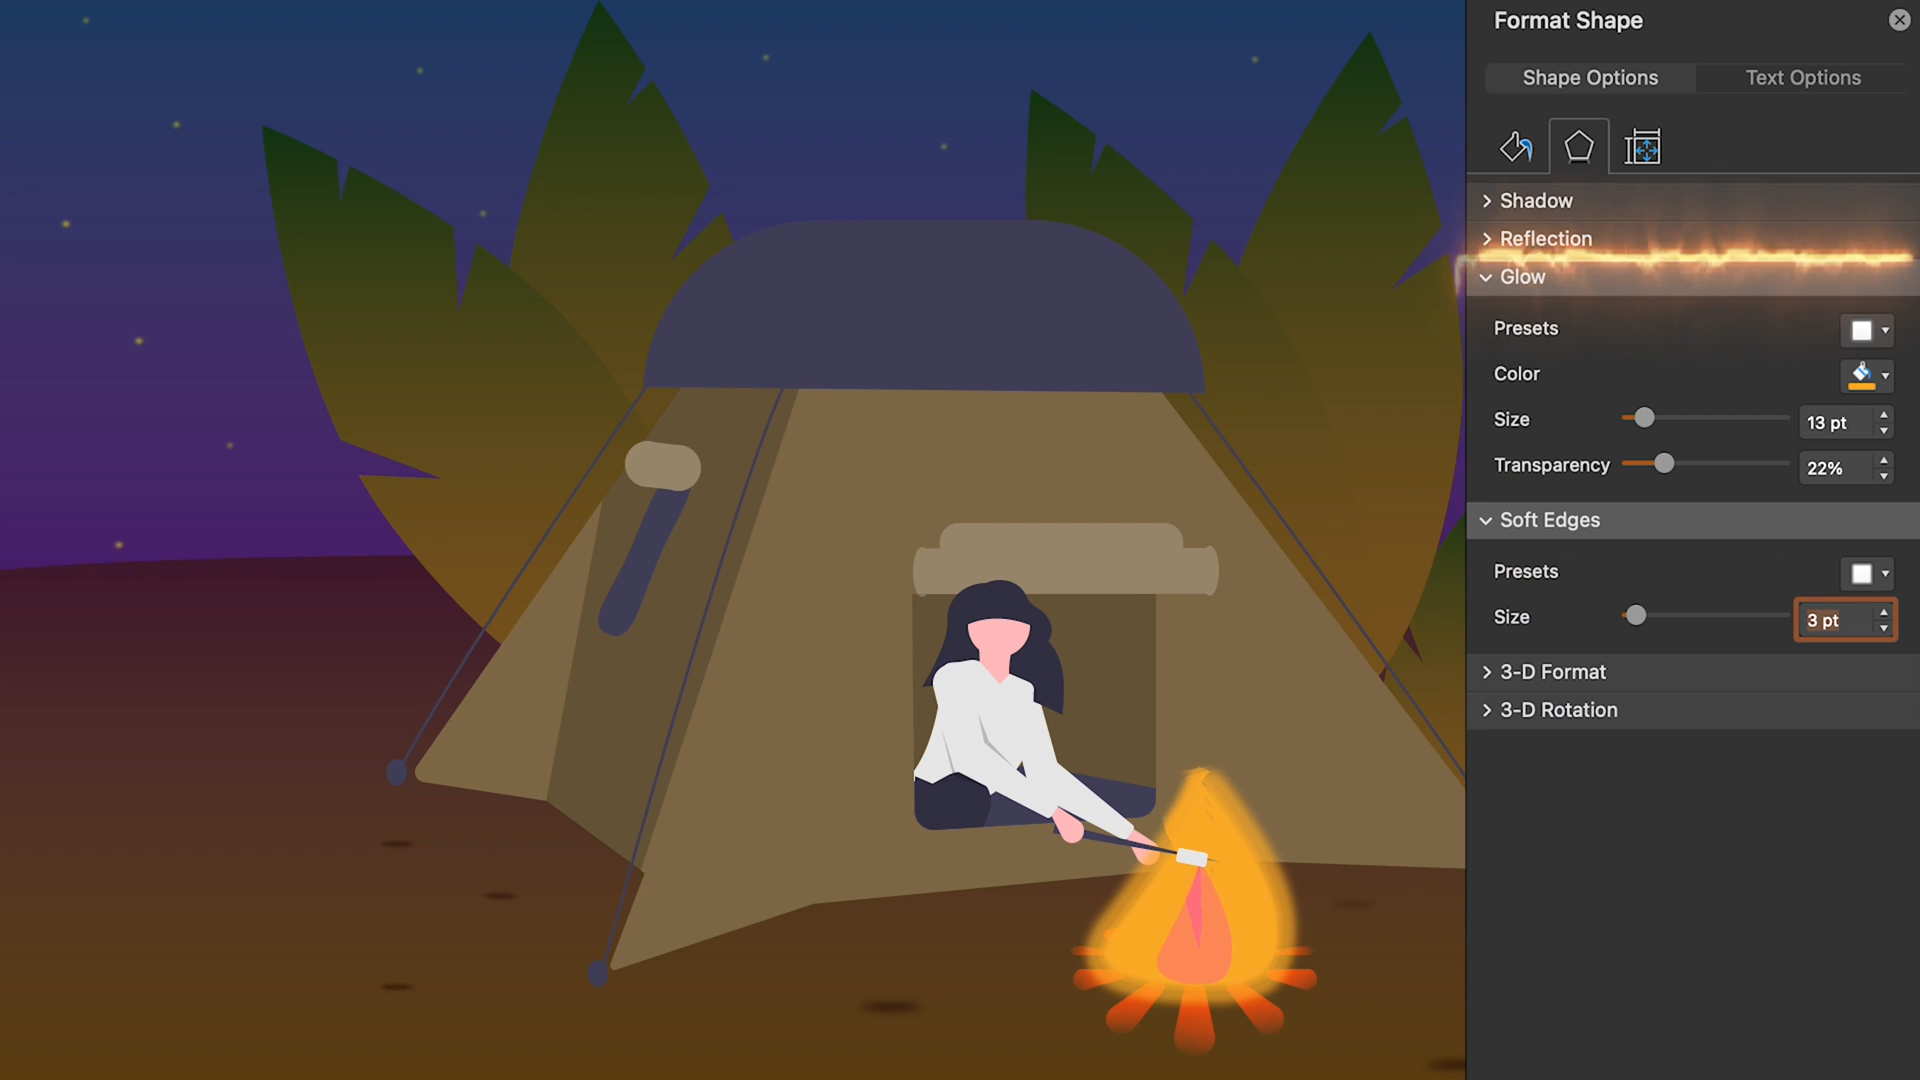 Format Shape
Shape Options
Text Options
Shadow
Reflection
Glow
Presets
Color
Size
13 pt
Transparency
22%
Soft Edges
Presets
Size
3 pt
3-D Format
3-D Rotation